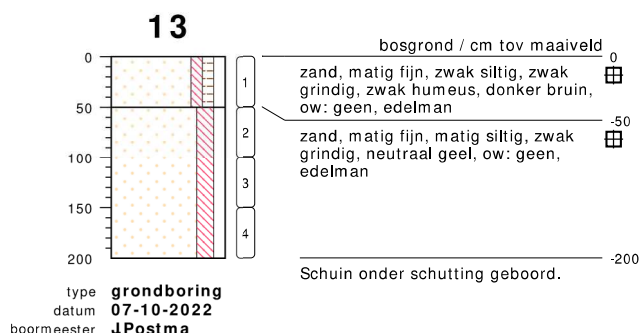 13
bosgrond / cm tov maaiveld
0
0
zand, matig fijn, zwak siltig, zwak
grindig, zwak humeus, donker bruin,
ow: geen, edelman
1
50
-50
zand, matig fijn, matig siltig, zwak
grindig, neutraal geel, ow: geen,
edelman
2
100
3
150
4
200
-200
Schuin onder schutting geboord.
type grondboring
datum 07-10-2022
boormeester J.Postma